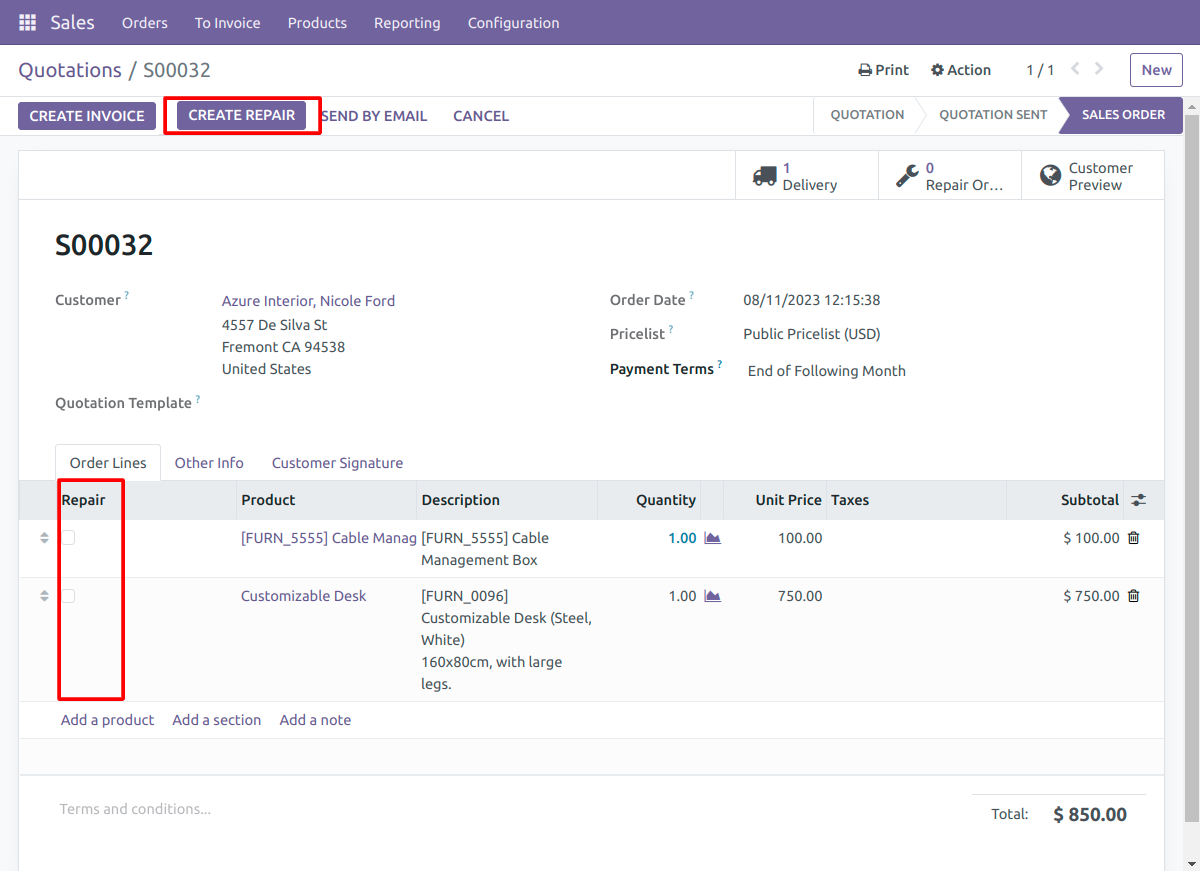 Sales Orders To Invoice Products Reporting Configuration
Quotations / S00032 Print Action 1 / 1 New
CREATE INVOICE CREATE REPAIR SEND BY EMAIL CANCEL QUOTATION QUOTATION SENT SALES ORDER
1 Delivery
0 Repair Or...
Customer Preview
S00032
Customer ? Azure Interior, Nicole Ford
4557 De Silva St
Fremont CA 94538
United States
Quotation Template ?
Order Date ? 08/11/2023 12:15:38
Pricelist ? Public Pricelist (USD)
Payment Terms ? End of Following Month
Order Lines Other Info Customer Signature
Repair Product Description Quantity Unit Price Taxes Subtotal
[FURN_5555] Cable Manag [FURN_5555] Cable 1.00 100.00 $ 100.00
Management Box
Customizable Desk [FURN_0096] 1.00 750.00 $ 750.00
Customizable Desk (Steel,
White)
160x80cm, with large
legs.
Add a product Add a section Add a note
Terms and conditions...
Total: $ 850.00